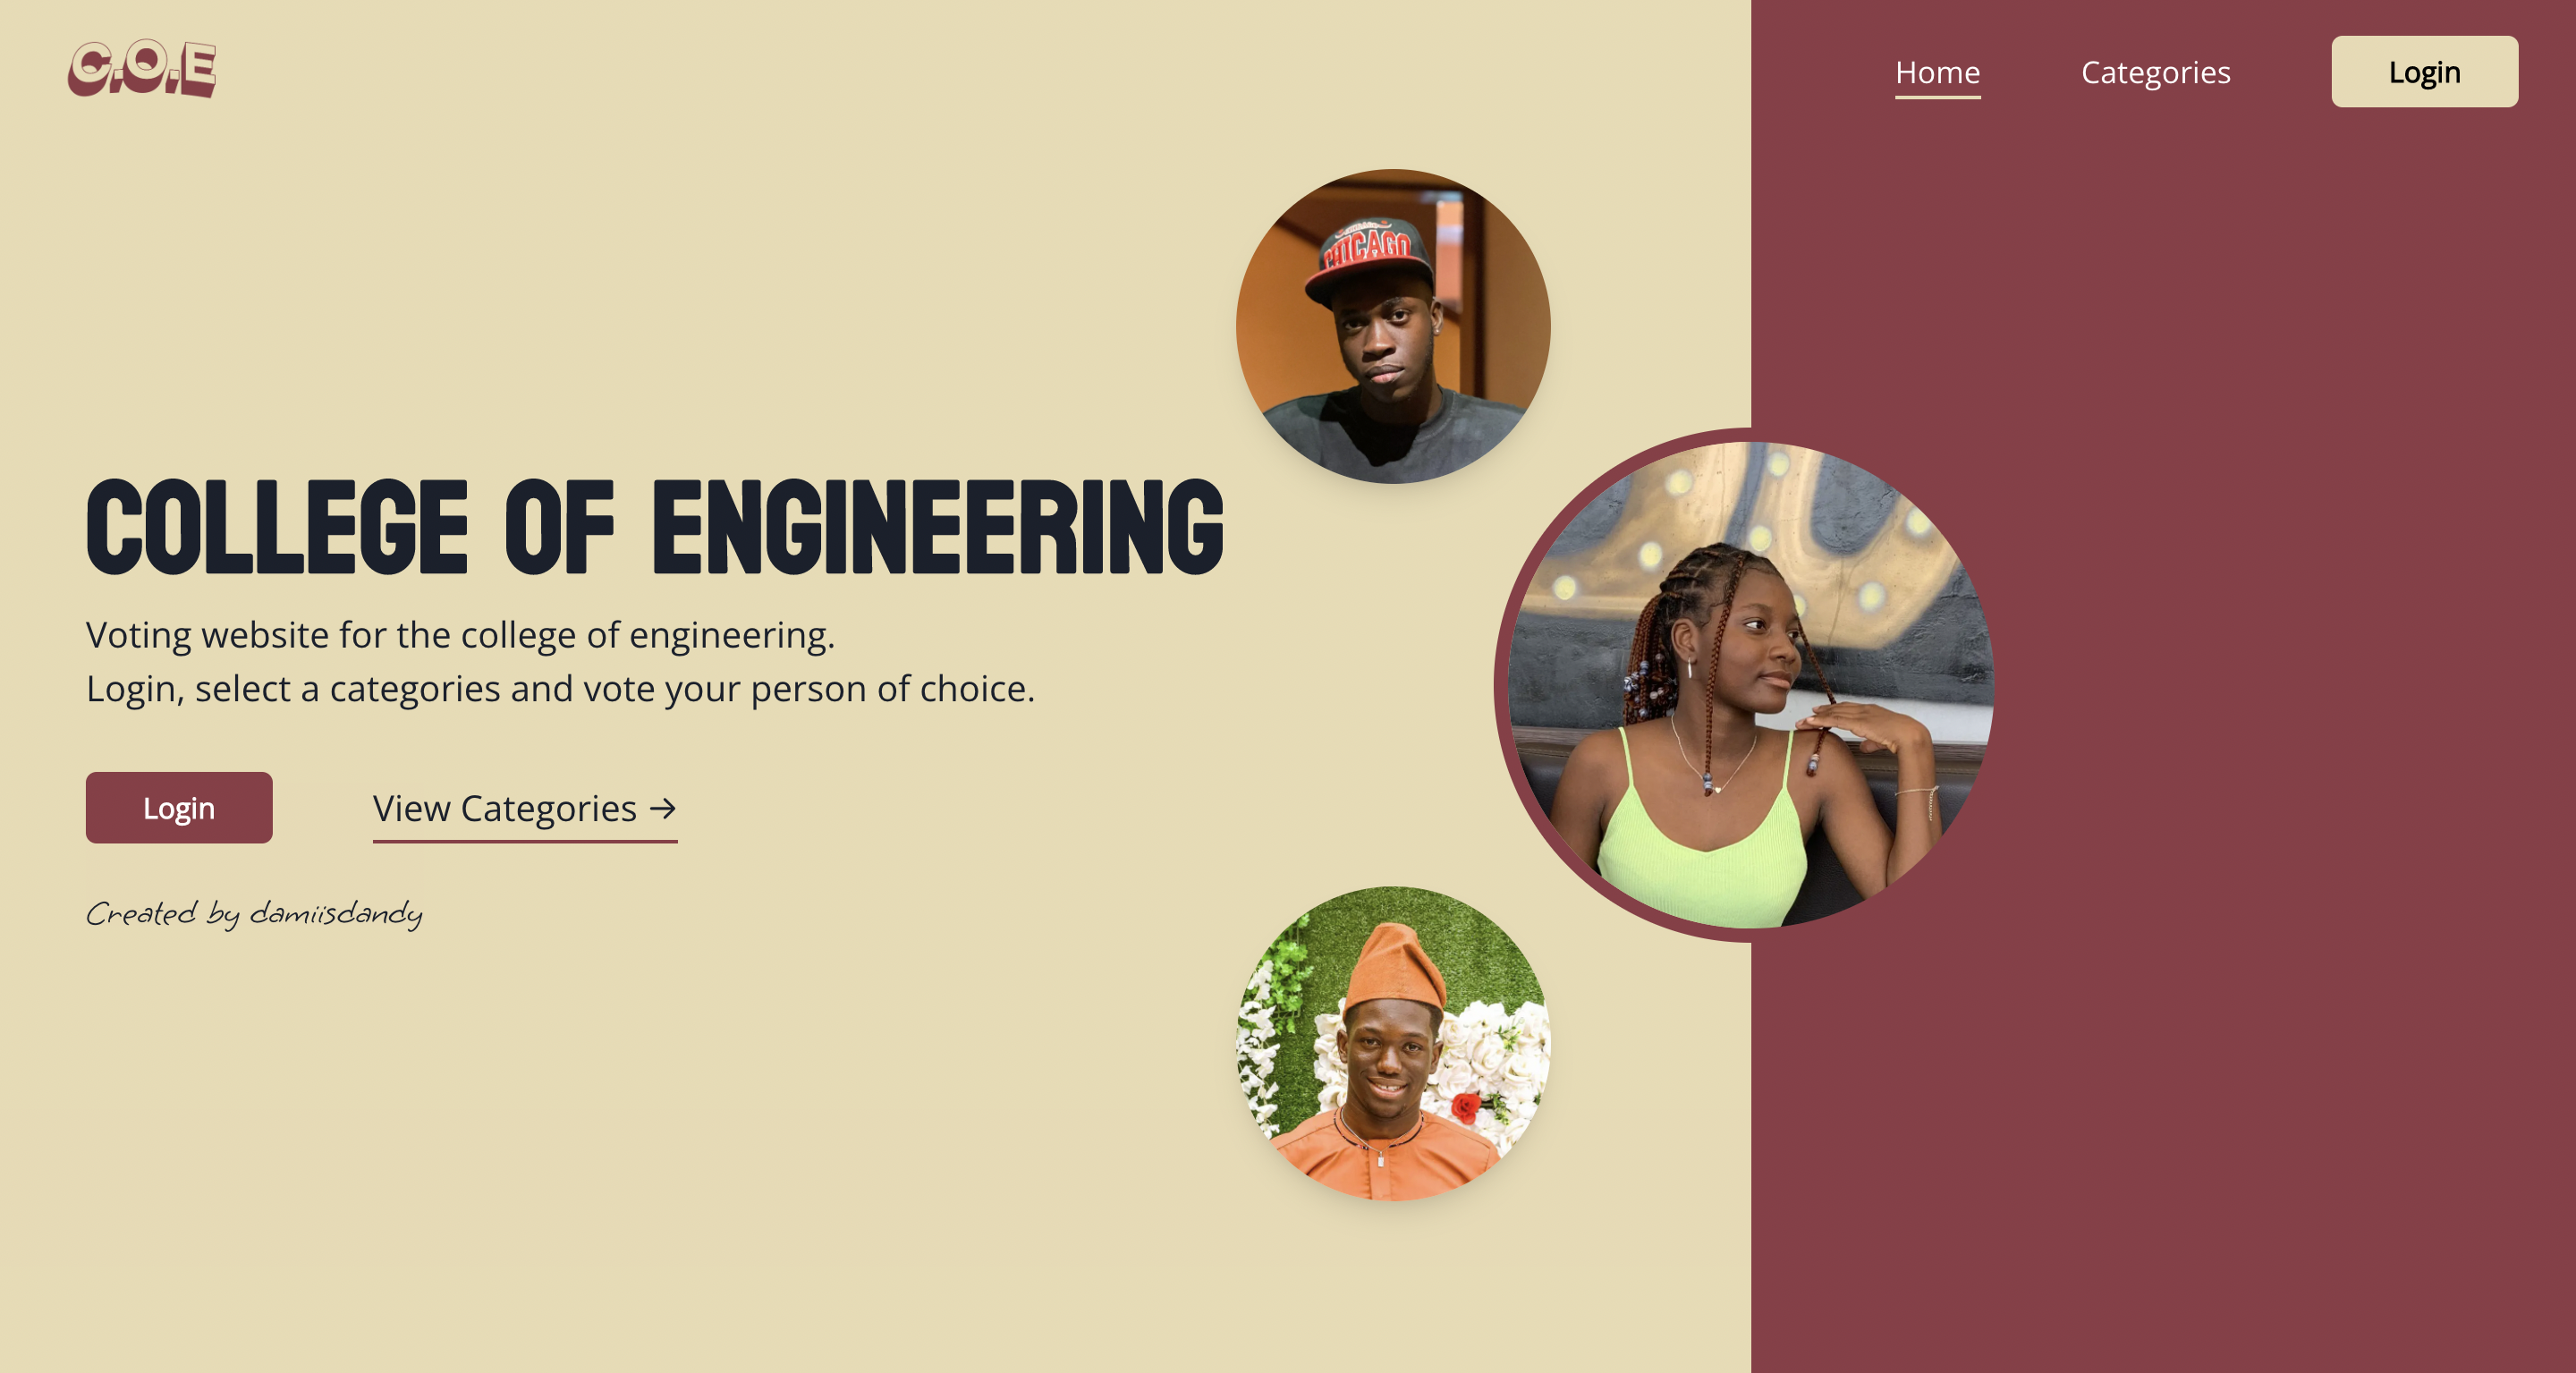 C.O.E
Home
Categories
Login
CHICAGO
COLLEGE OF ENGINEERING
Voting website for the college of engineering.
Login, select a categories and vote your person of choice.
Login
View Categories →
Created by damiisdandy